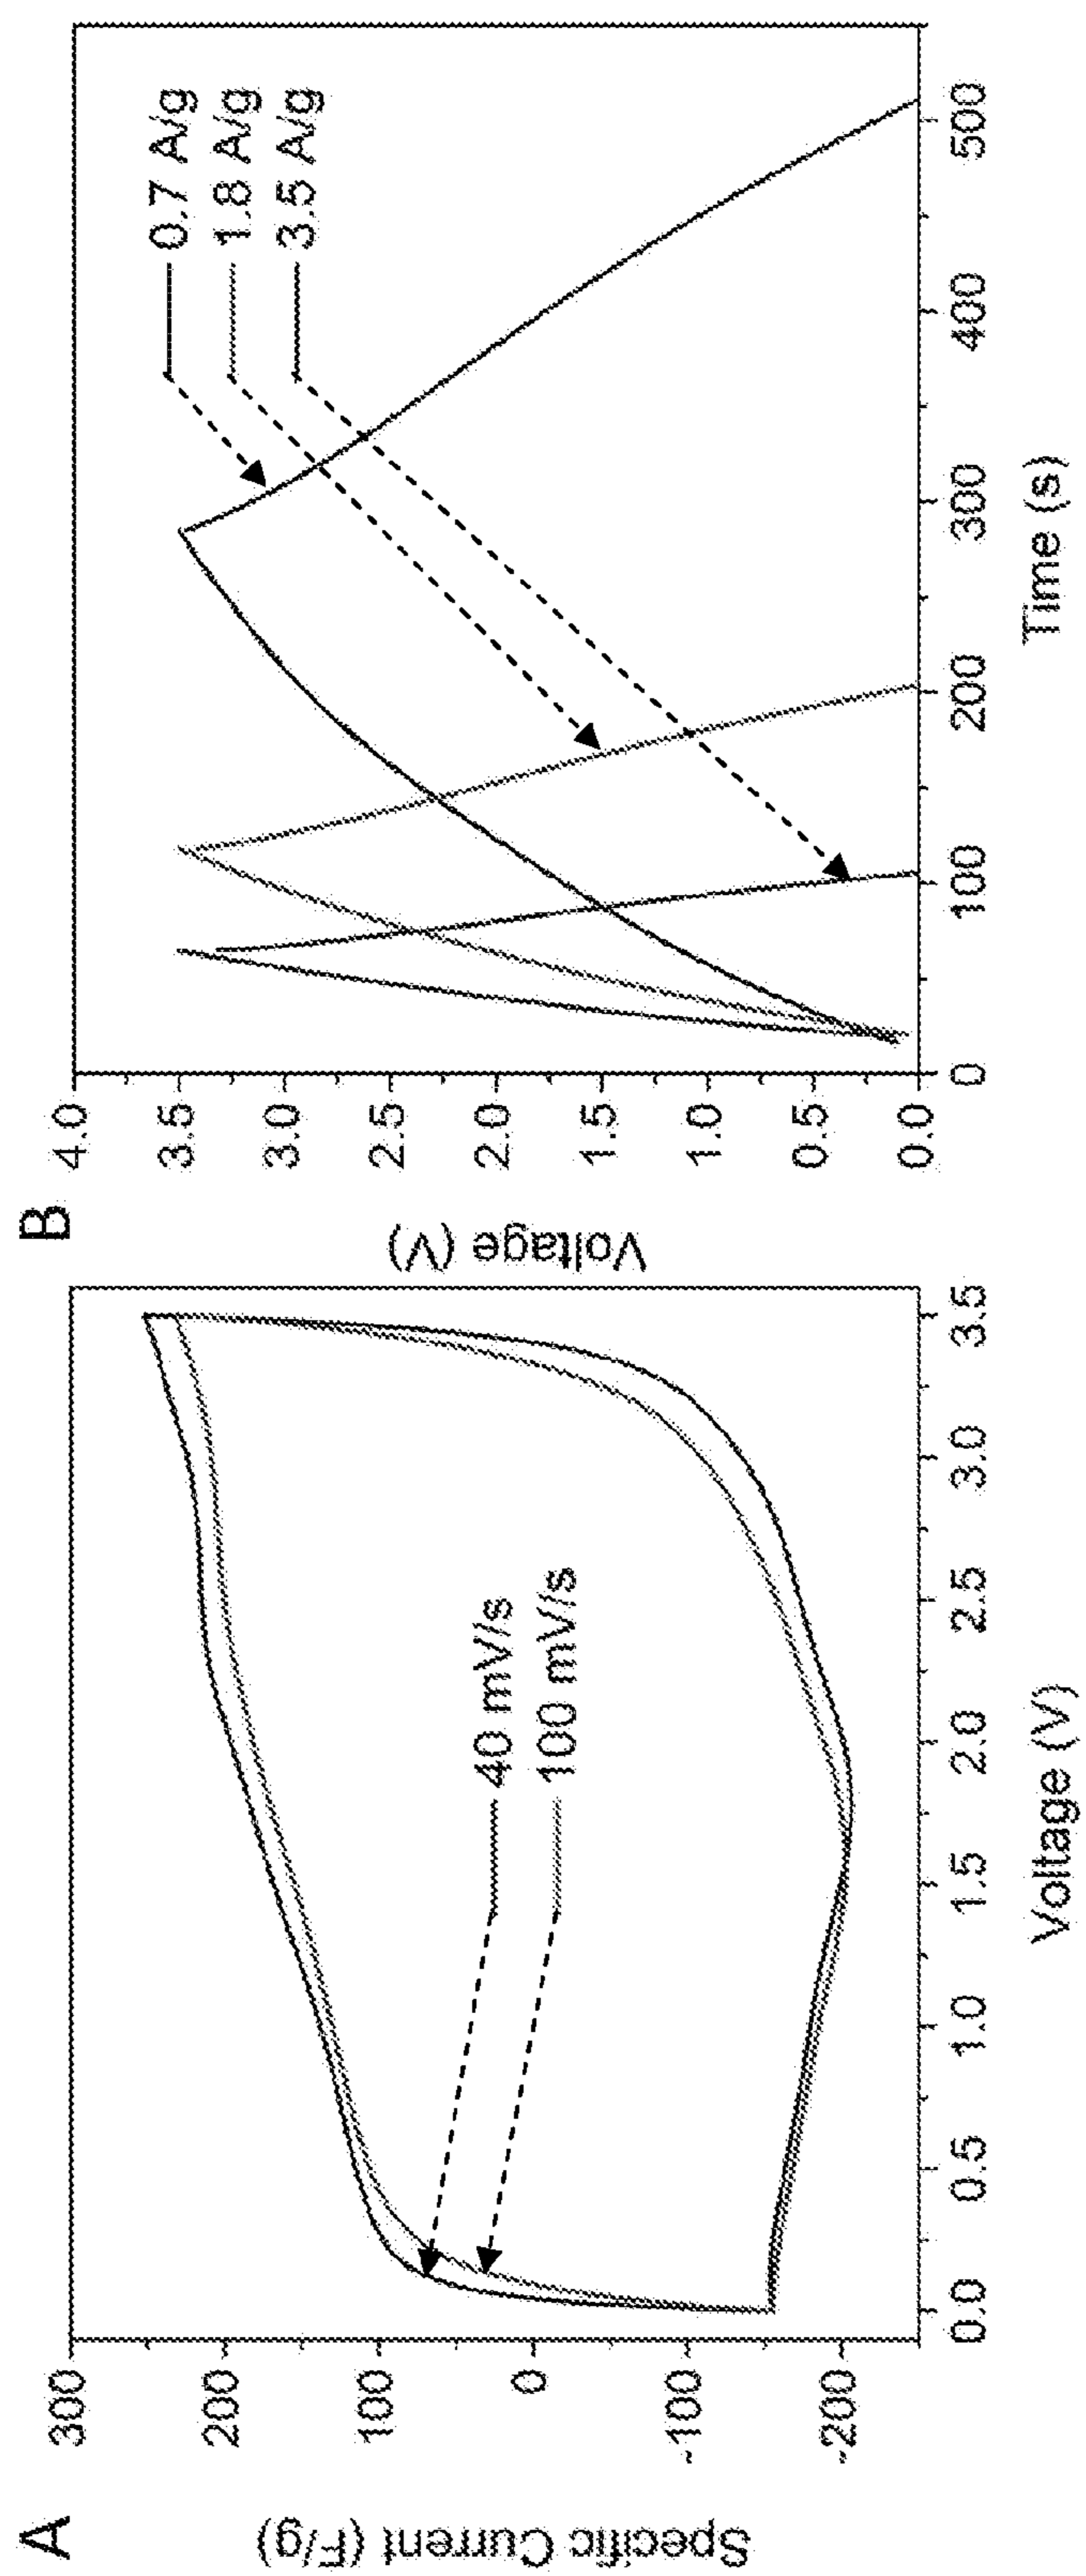 A
Specific Current (F/g)
300
200
100
0
-100
-200
0.0 0.5 1.0 1.5 2.0 2.5 3.0 3.5
Voltage (V)
40 mV/s
100 mV/s
B
Voltage (V)
4.0
3.5
3.0
2.5
2.0
1.5
1.0
0.5
0.0
0 100 200 300 400 500
Time (s)
0.7 A/g
1.8 A/g
3.5 A/g